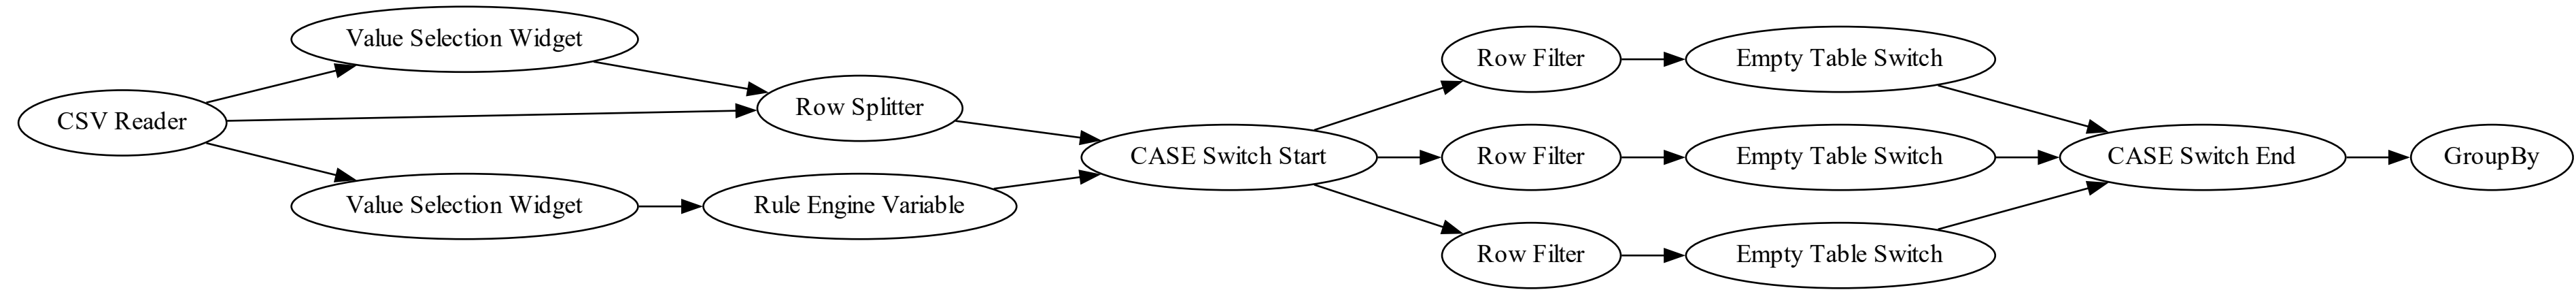 CSV Reader
Value Selection Widget
Value Selection Widget
Row Splitter
Rule Engine Variable
CASE Switch Start
Row Filter
Row Filter
Row Filter
Empty Table Switch
Empty Table Switch
Empty Table Switch
CASE Switch End
GroupBy